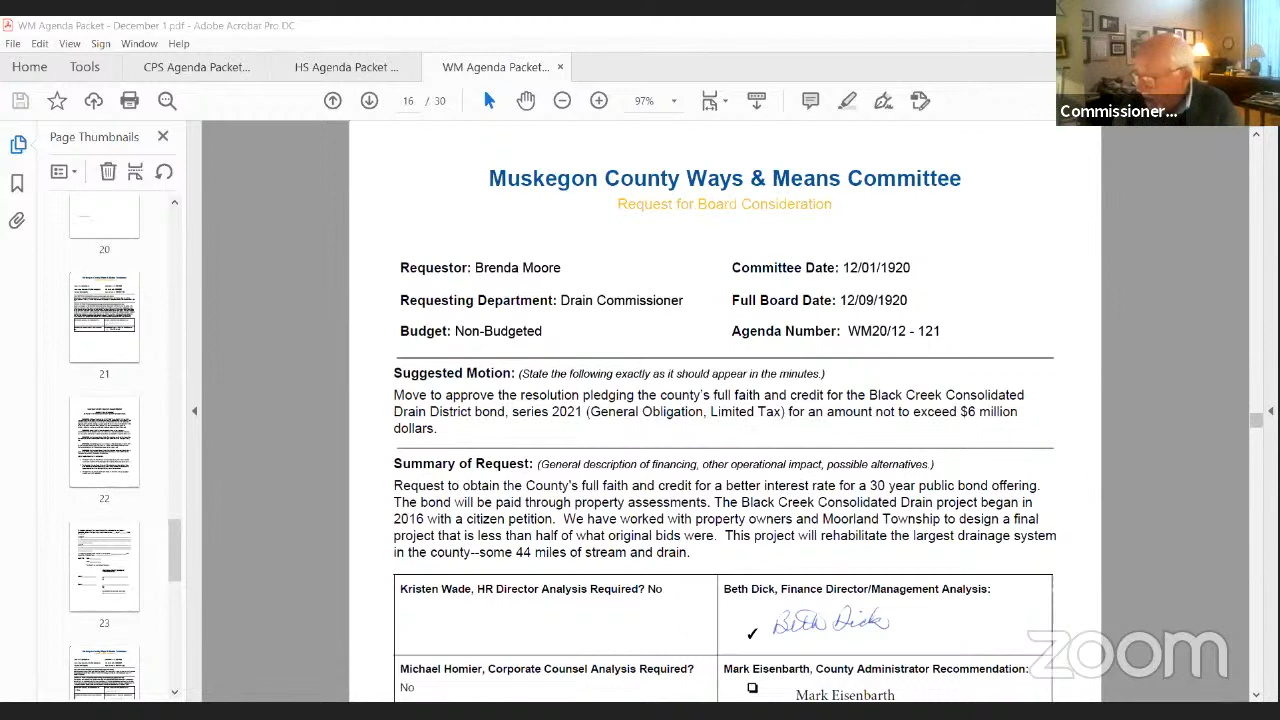 WM Agenda Packet - December 1.pdf - Adobe Acrobat Pro DC
File Edit View Sign Window Help
Home Tools CPS Agenda Packet... HS Agenda Packet ... WM Agenda Packet... ×
16 / 30 97%
Page Thumbnails
20
21
22
23
Commissioner...
Muskegon County Ways & Means Committee
Request for Board Consideration
Requestor: Brenda Moore Committee Date: 12/01/1920
Requesting Department: Drain Commissioner Full Board Date: 12/09/1920
Budget: Non-Budgeted Agenda Number: WM20/12 - 121
Suggested Motion: (State the following exactly as it should appear in the minutes.)
Move to approve the resolution pledging the county's full faith and credit for the Black Creek Consolidated
Drain District bond, series 2021 (General Obligation, Limited Tax) for an amount not to exceed $6 million
dollars.
Summary of Request: (General description of financing, other operational impact, possible alternatives.)
Request to obtain the County's full faith and credit for a better interest rate for a 30 year public bond offering.
The bond will be paid through property assessments. The Black Creek Consolidated Drain project began in
2016 with a citizen petition. We have worked with property owners and Moorland Township to design a final
project that is less than half of what original bids were. This project will rehabilitate the largest drainage system
in the county--some 44 miles of stream and drain.
Kristen Wade, HR Director Analysis Required? No
Beth Dick, Finance Director/Management Analysis:
✓ Beth Dick
Michael Homier, Corporate Counsel Analysis Required?
No
Mark Eisenbarth, County Administrator Recommendation:
Mark Eisenbarth
zoom